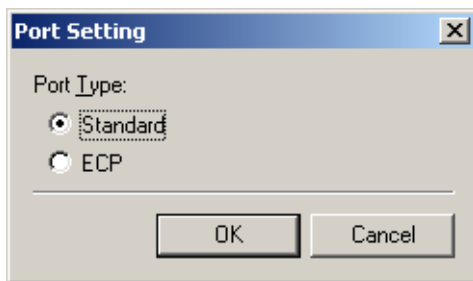 Port Setting
Port Type:
Standard
ECP
OK
Cancel